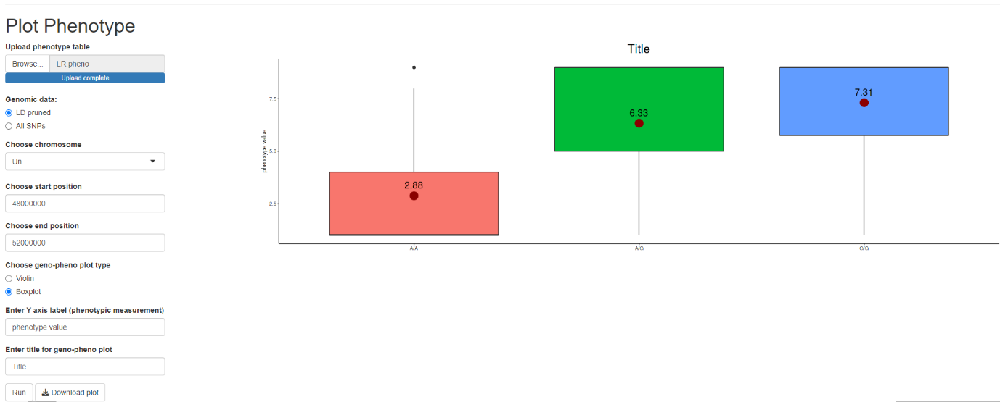 Plot Phenotype
Upload phenotype table
Browse... LR.pheno
Upload complete
Genomic data:
LD pruned
All SNPs
Choose chromosome
Un
Choose start position
48000000
Choose end position
52000000
Choose geno-pheno plot type
Violin
Boxplot
Enter Y axis label (phenotypic measurement)
phenotype value
Enter title for geno-pheno plot
Title
Run Download plot
Title
phenotype value
7.5
5.0
2.5
2.88
6.33
7.31
A/A
A/G
G/G